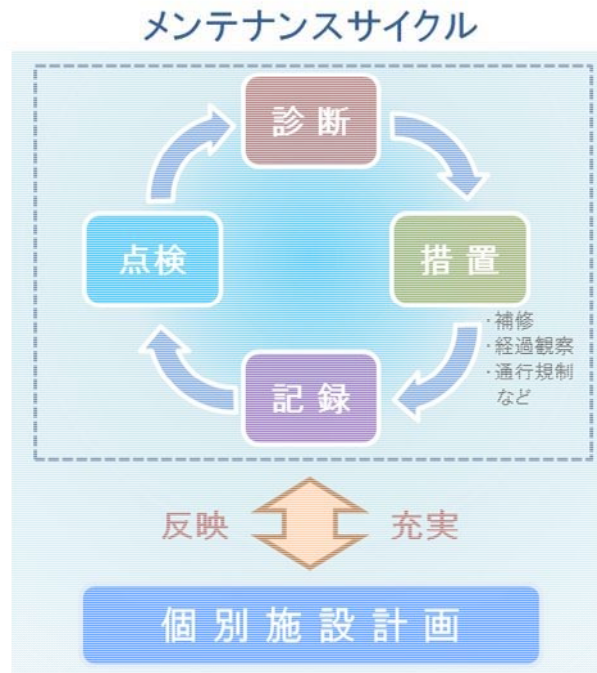 メンテナンスサイクル
診断
点検
措置
・補修
・経過観察
・通行規制
など
記録
反映
充実
個別施設計画